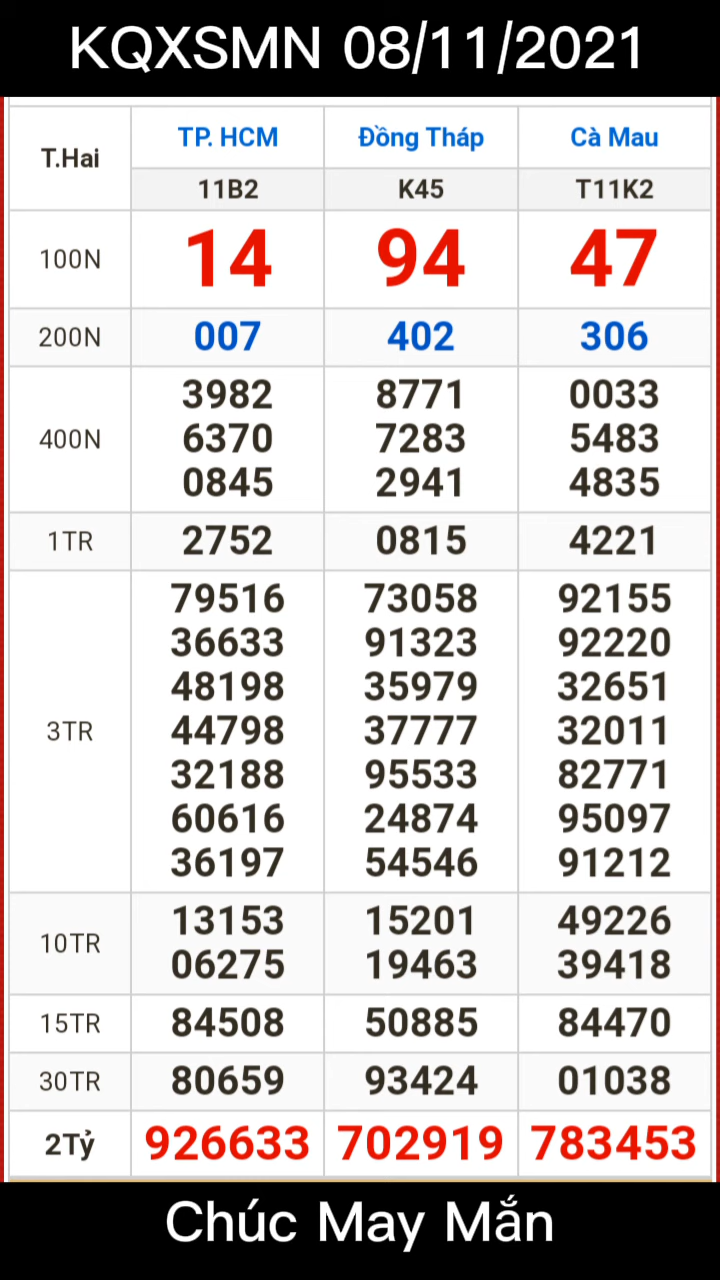 KQXSMN 08/11/2021
T.Hai TP. HCM Đồng Tháp Cà Mau
11B2 K45 T11K2
100N 14 94 47
200N 007 402 306
400N 3982 8771 0033
6370 7283 5483
0845 2941 4835
1TR 2752 0815 4221
3TR 79516 73058 92155
36633 91323 92220
48198 35979 32651
44798 37777 32011
32188 95533 82771
60616 24874 95097
36197 54546 91212
10TR 13153 15201 49226
06275 19463 39418
15TR 84508 50885 84470
30TR 80659 93424 01038
2Tỷ 926633 702919 783453
Chúc May Mắn